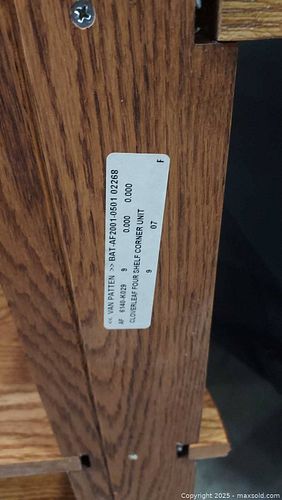 << VAN PATTEN >> BAT-AF2001-0501 02268
AF 6140-K029 9 0.000 0.000
CLOVERLEAF FOUR SHELF CORNER UNIT
9 07 F
Copyright © 2025 - maxsold.com